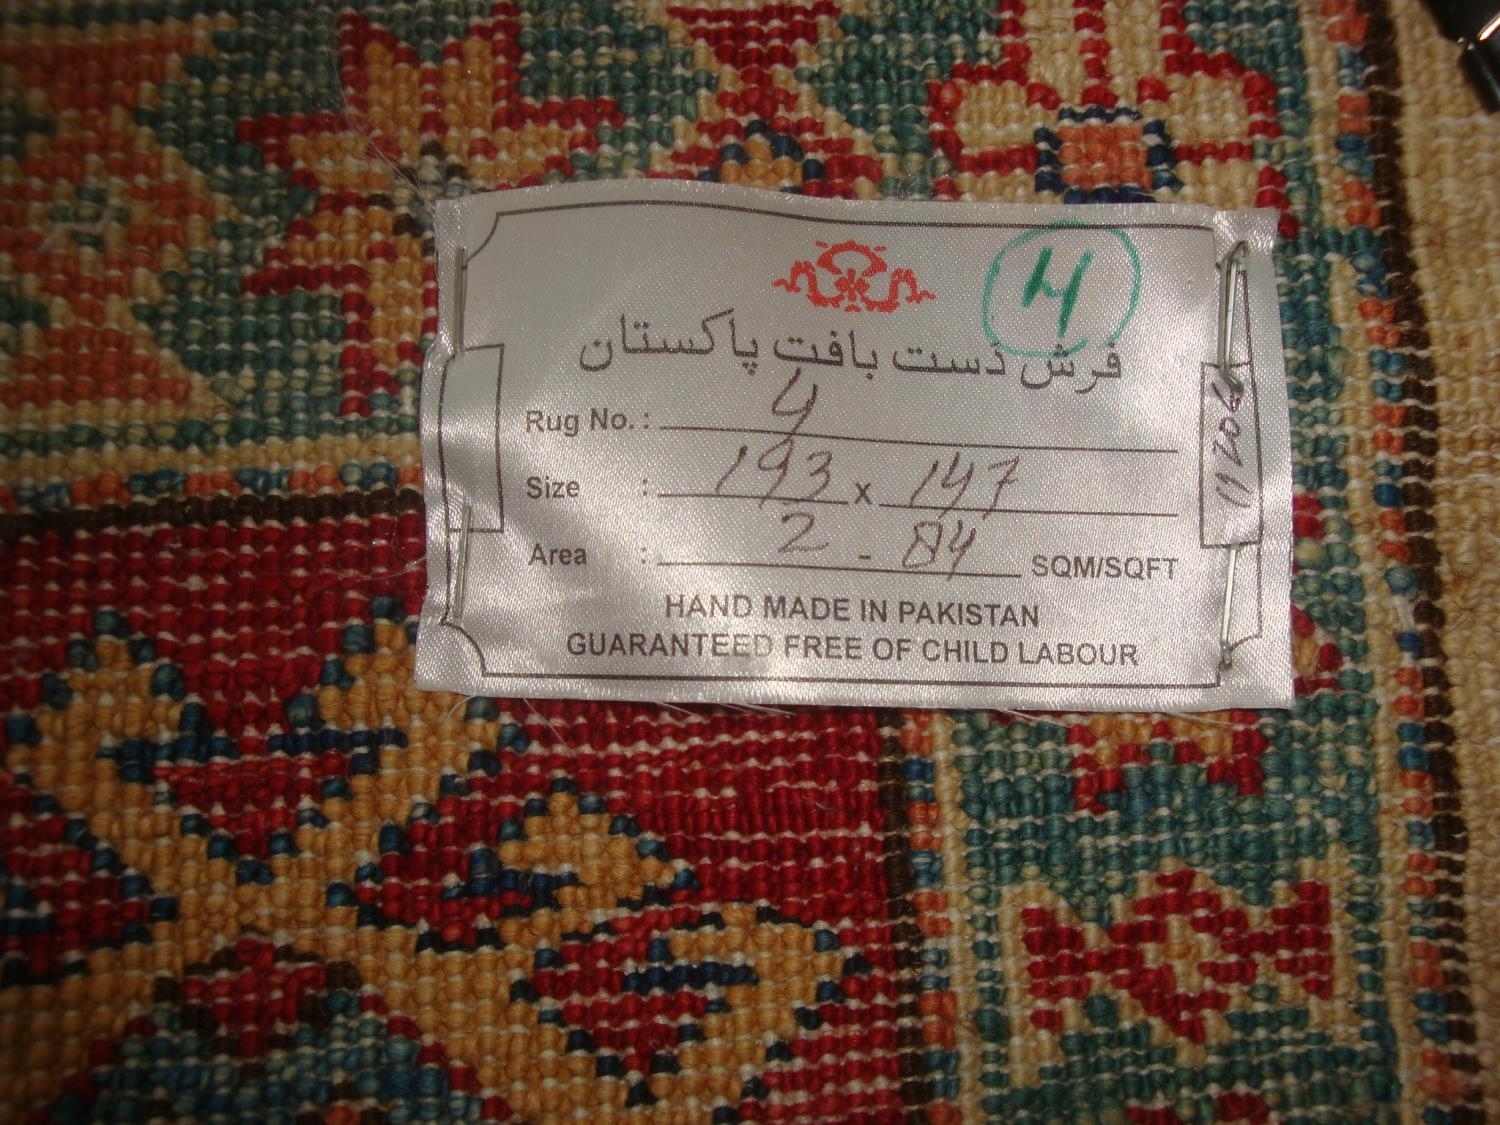 4
فرش دست بافت پاکستان
Rug No. : 4
Size : 193 x 147
Area : 2 - 84 SQM/SQFT
HAND MADE IN PAKISTAN
GUARANTEED FREE OF CHILD LABOUR